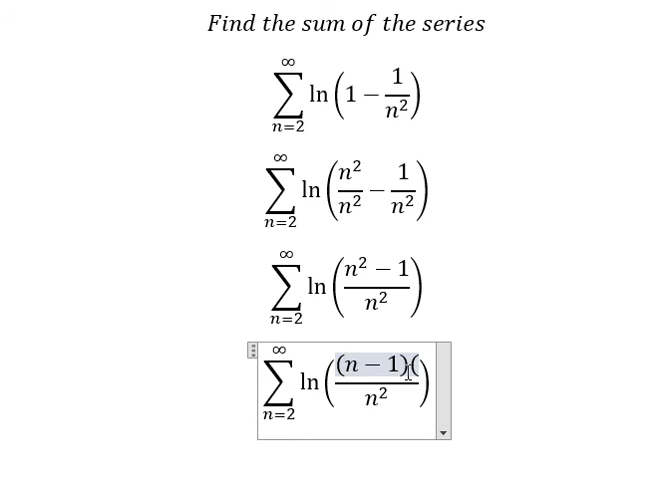 Find the sum of the series
∑_{n=2}^{∞} ln(1 − 1/n²)
∑_{n=2}^{∞} ln(n²/n² − 1/n²)
∑_{n=2}^{∞} ln((n² − 1)/n²)
∑_{n=2}^{∞} ln((n − 1)(/n²)